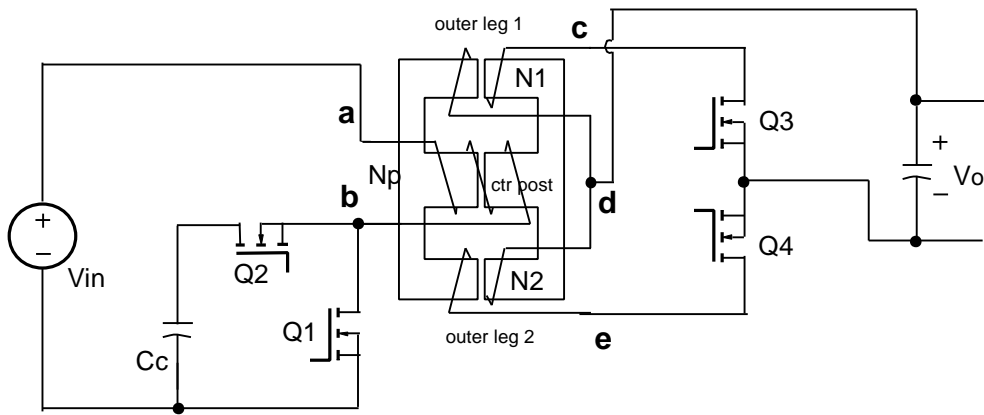 outer leg 1
c
N1
a
Q3
Np
ctr post
+
Vo
−
b
d
+
−
Vin
Q2
N2
Q4
Q1
Cc
outer leg 2
e